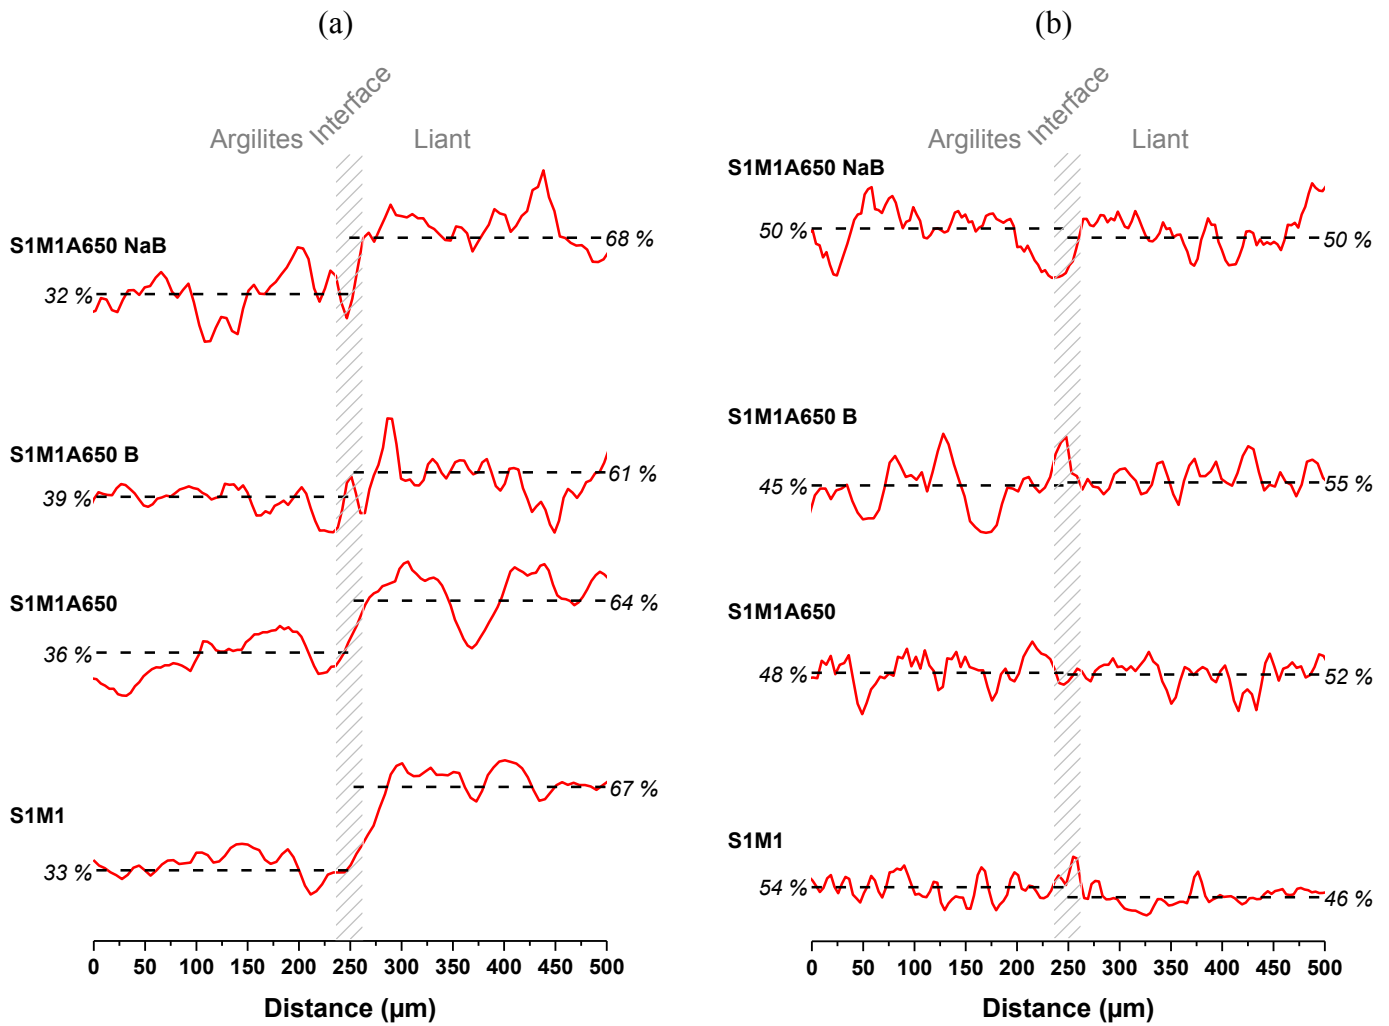 (a)
Argilites Interface Liant
S1M1A650 NaB
32 %
68 %
S1M1A650 B
39 %
61 %
S1M1A650
36 %
64 %
S1M1
33 %
67 %
0 50 100 150 200 250 300 350 400 450 500
Distance (µm)
(b)
Argilites Interface Liant
S1M1A650 NaB
50 %
50 %
S1M1A650 B
45 %
55 %
S1M1A650
48 %
52 %
S1M1
54 %
46 %
0 50 100 150 200 250 300 350 400 450 500
Distance (µm)